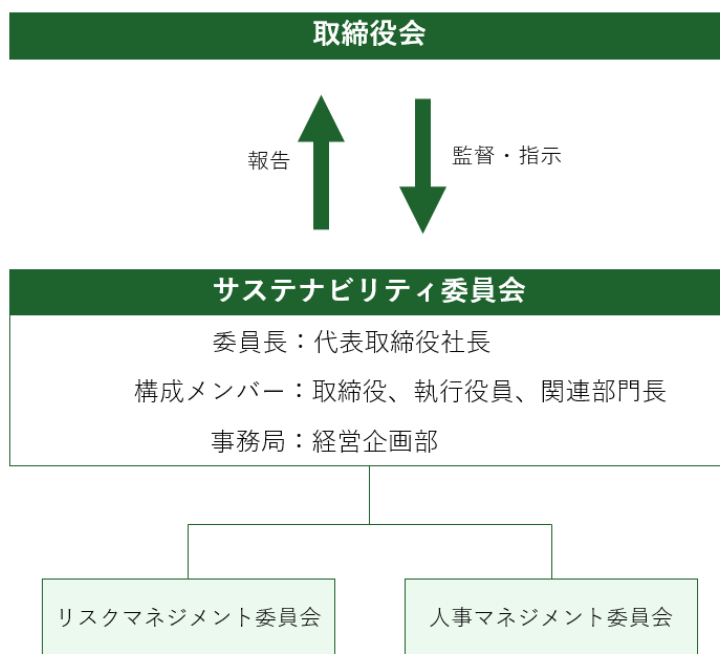 取締役会
報告
監督・指示
サステナビリティ委員会
委員長：代表取締役社長
構成メンバー：取締役、執行役員、関連部門長
事務局：経営企画部
リスクマネジメント委員会
人事マネジメント委員会